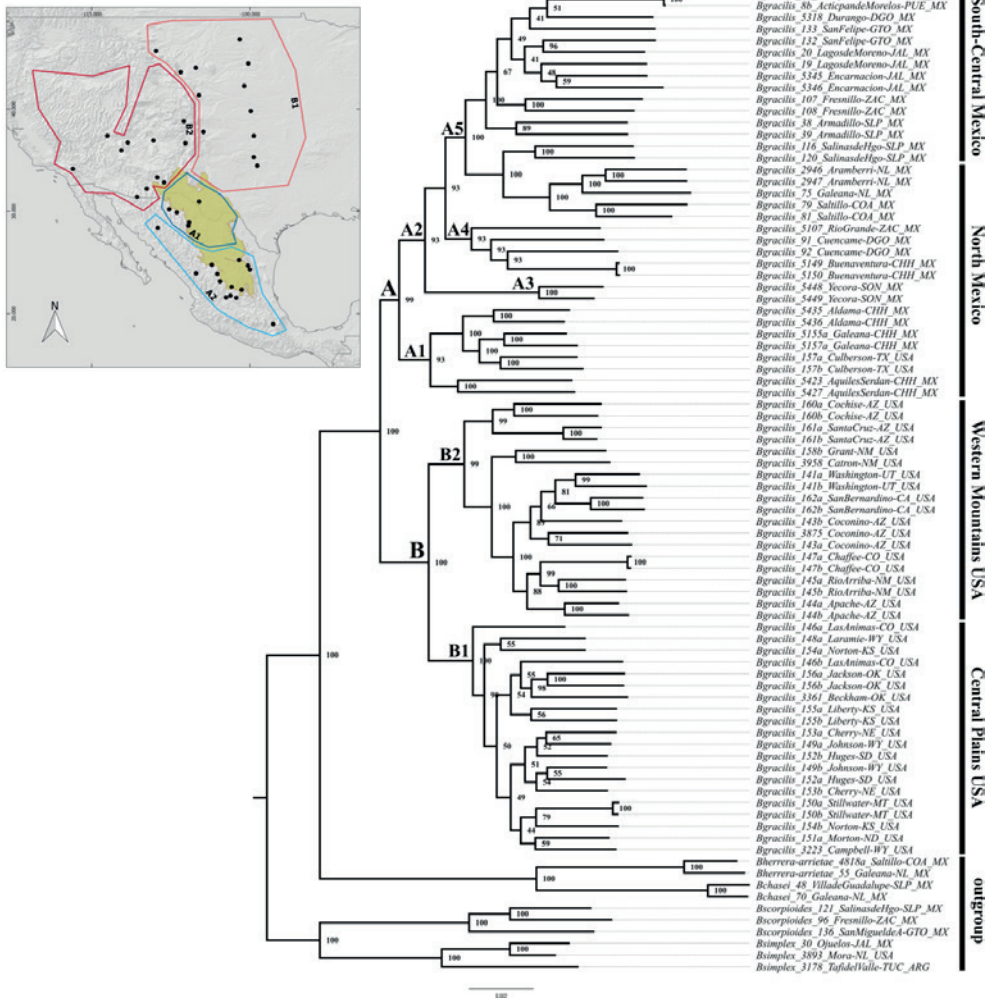 -115.000
-100.000
B1
B2
A1
A2
N
Bgracilis_8b_ActicpandeMorelos-PUE_MX
Bgracilis_5318_Durango-DGO_MX
Bgracilis_133_SanFelipe-GTO_MX
Bgracilis_132_SanFelipe-GTO_MX
Bgracilis_20_LagosdeMoreno-JAL_MX
Bgracilis_19_LagosdeMoreno-JAL_MX
Bgracilis_5345_Encarnacion-JAL_MX
Bgracilis_5346_Encarnacion-JAL_MX
Bgracilis_107_Fresnillo-ZAC_MX
Bgracilis_108_Fresnillo-ZAC_MX
Bgracilis_38_Armadillo-SLP_MX
Bgracilis_39_Armadillo-SLP_MX
Bgracilis_116_SalinasdeHgo-SLP_MX
Bgracilis_120_SalinasdeHgo-SLP_MX
Bgracilis_2946_Aramberri-NL_MX
Bgracilis_2947_Aramberri-NL_MX
Bgracilis_75_Galeana-NL_MX
Bgracilis_79_Saltillo-COA_MX
Bgracilis_81_Saltillo-COA_MX
Bgracilis_5107_RioGrande-ZAC_MX
Bgracilis_91_Cuencame-DGO_MX
Bgracilis_92_Cuencame-DGO_MX
Bgracilis_5149_Buenaventura-CHH_MX
Bgracilis_5150_Buenaventura-CHH_MX
Bgracilis_5448_Yecora-SON_MX
Bgracilis_5449_Yecora-SON_MX
Bgracilis_5435_Aldama-CHH_MX
Bgracilis_5436_Aldama-CHH_MX
Bgracilis_5155a_Galeana-CHH_MX
Bgracilis_5157a_Galeana-CHH_MX
Bgracilis_157a_Culberson-TX_USA
Bgracilis_157b_Culberson-TX_USA
Bgracilis_5423_AquilesSerdan-CHH_MX
Bgracilis_5427_AquilesSerdan-CHH_MX
Bgracilis_160a_Cochise-AZ_USA
Bgracilis_160b_Cochise-AZ_USA
Bgracilis_161a_SantaCruz-AZ_USA
Bgracilis_161b_SantaCruz-AZ_USA
Bgracilis_158b_Grant-NM_USA
Bgracilis_3958_Catron-NM_USA
Bgracilis_141a_Washington-UT_USA
Bgracilis_141b_Washington-UT_USA
Bgracilis_162a_SanBernardino-CA_USA
Bgracilis_162b_SanBernardino-CA_USA
Bgracilis_143b_Coconino-AZ_USA
Bgracilis_3875_Coconino-AZ_USA
Bgracilis_143a_Coconino-AZ_USA
Bgracilis_147a_Chaffee-CO_USA
Bgracilis_147b_Chaffee-CO_USA
Bgracilis_145a_RioArriba-NM_USA
Bgracilis_145b_RioArriba-NM_USA
Bgracilis_144a_Apache-AZ_USA
Bgracilis_144b_Apache-AZ_USA
Bgracilis_146a_LasAnimas-CO_USA
Bgracilis_148a_Laramie-WY_USA
Bgracilis_154a_Norton-KS_USA
Bgracilis_146b_LasAnimas-CO_USA
Bgracilis_156a_Jackson-OK_USA
Bgracilis_156b_Jackson-OK_USA
Bgracilis_3361_Beckham-OK_USA
Bgracilis_155a_Liberty-KS_USA
Bgracilis_155b_Liberty-KS_USA
Bgracilis_153a_Cherry-NE_USA
Bgracilis_149a_Johnson-WY_USA
Bgracilis_152b_Huges-SD_USA
Bgracilis_149b_Johnson-WY_USA
Bgracilis_152a_Huges-SD_USA
Bgracilis_153b_Cherry-NE_USA
Bgracilis_150a_Stillwater-MT_USA
Bgracilis_150b_Stillwater-MT_USA
Bgracilis_154b_Norton-KS_USA
Bgracilis_151a_Morton-ND_USA
Bgracilis_3223_Campbell-WY_USA
Bherrera-arrietae_4818a_Saltillo-COA_MX
Bherrera-arrietae_55_Galeana-NL_MX
Bchasei_48_VilladeGuadalupe-SLP_MX
Bchasei_70_Galeana-NL_MX
Bscorpioides_121_SalinasdeHgo-SLP_MX
Bscorpioides_96_Fresnillo-ZAC_MX
Bscorpioides_136_SanMigueldeA-GTO_MX
Bsimplex_30_Ojuelos-JAL_MX
Bsimplex_3893_Mora-NL_USA
Bsimplex_3178_TafidelValle-TUC_ARG
South-Central Mexico
North Mexico
Western Mountains USA
Central Plains USA
outgroup
A
A1
A2
A3
A4
A5
B
B1
B2